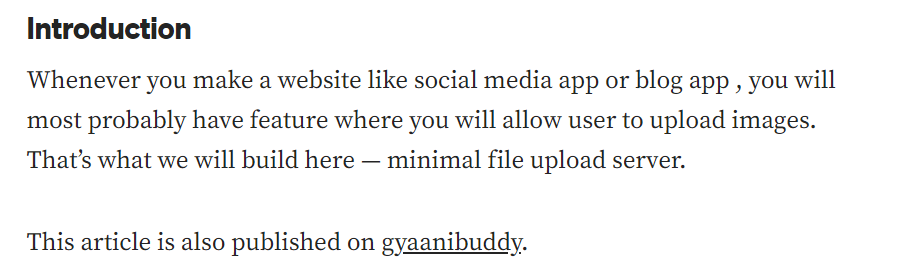 Introduction
Whenever you make a website like social media app or blog app , you will
most probably have feature where you will allow user to upload images.
That’s what we will build here — minimal file upload server.
This article is also published on gyaanibuddy.